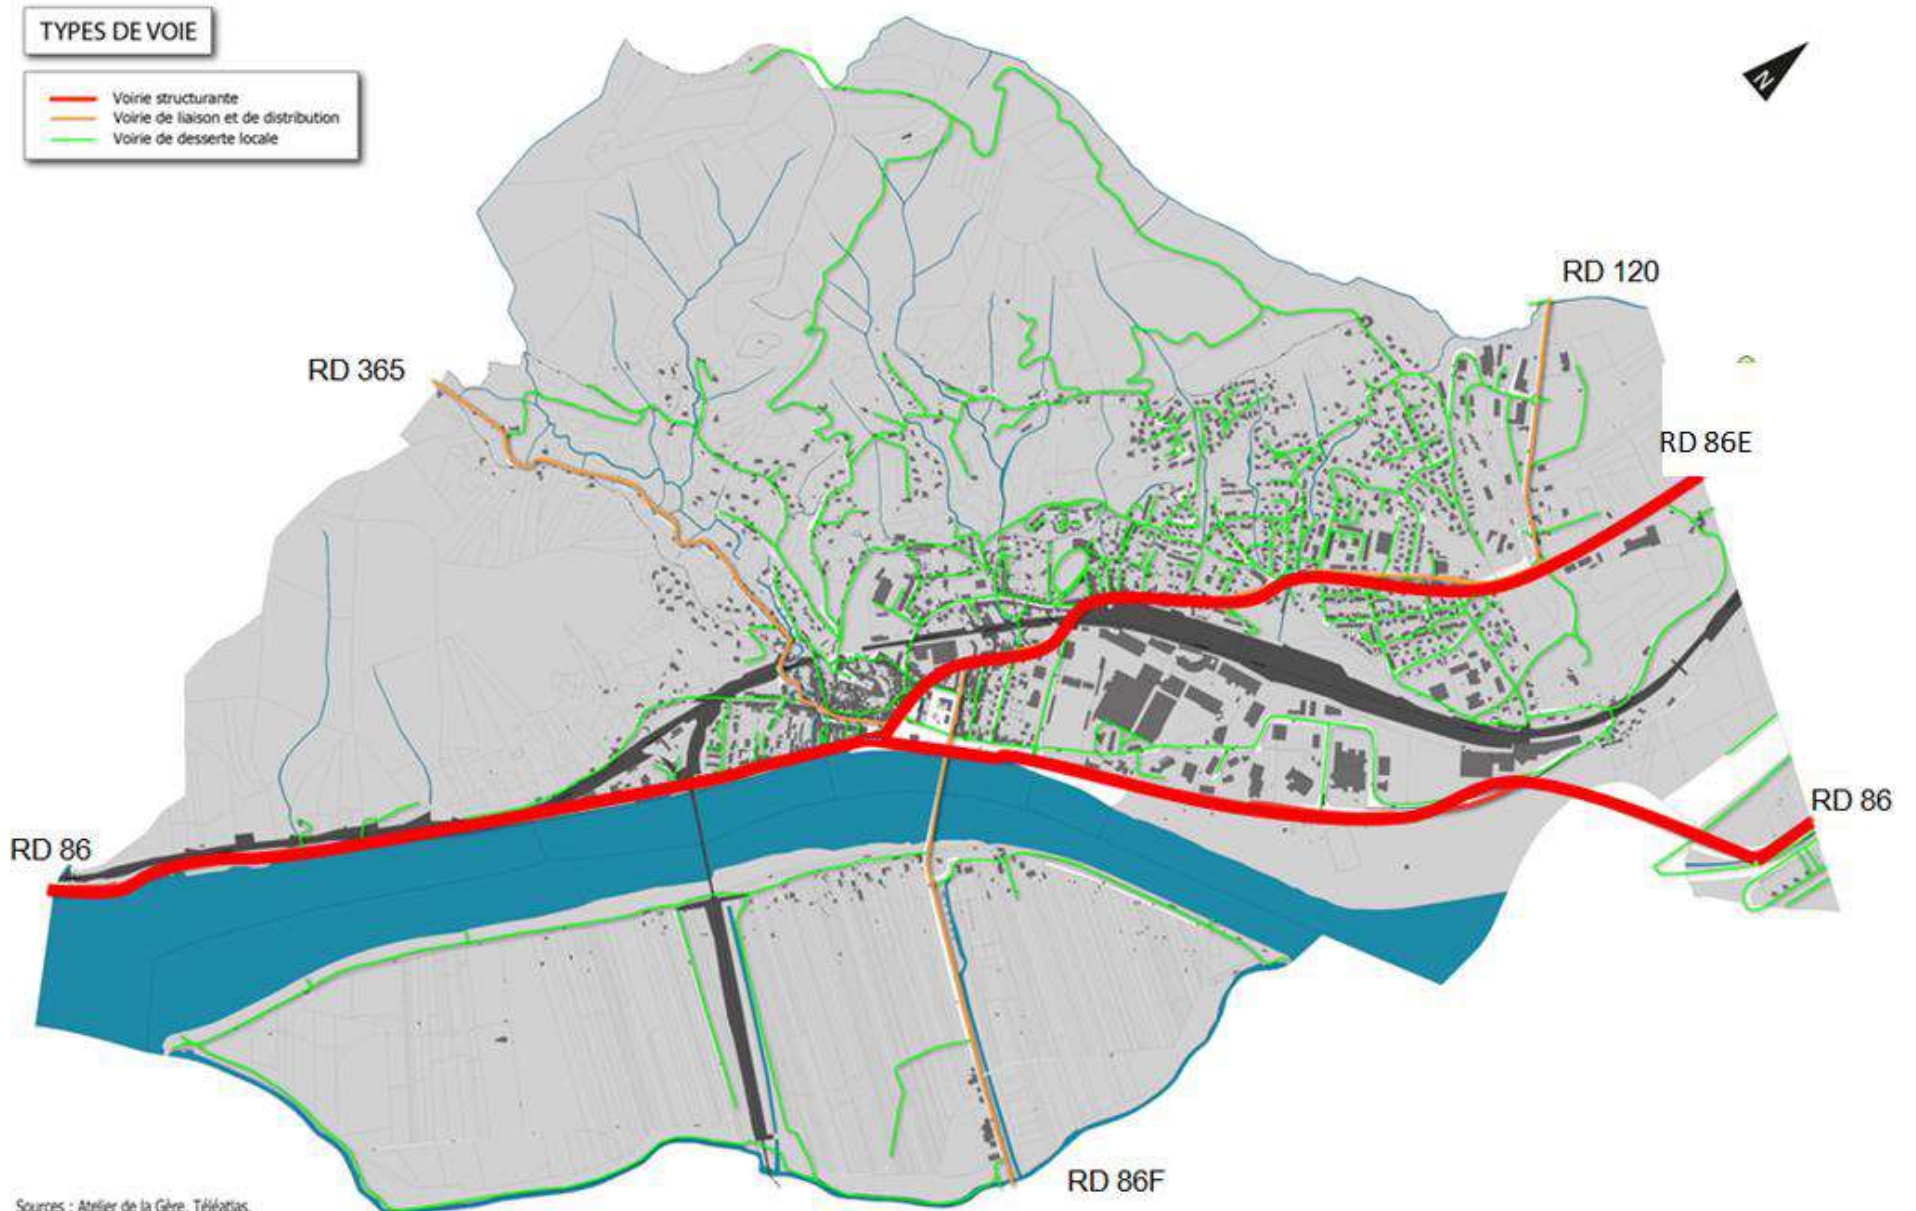 TYPES DE VOIE
Voirie structurante
Voirie de liaison et de distribution
Voirie de desserte locale
N
RD 120
RD 365
RD 86E
RD 86
RD 86
RD 86F
Sources : Atelier de la Gère, Téléatlas.